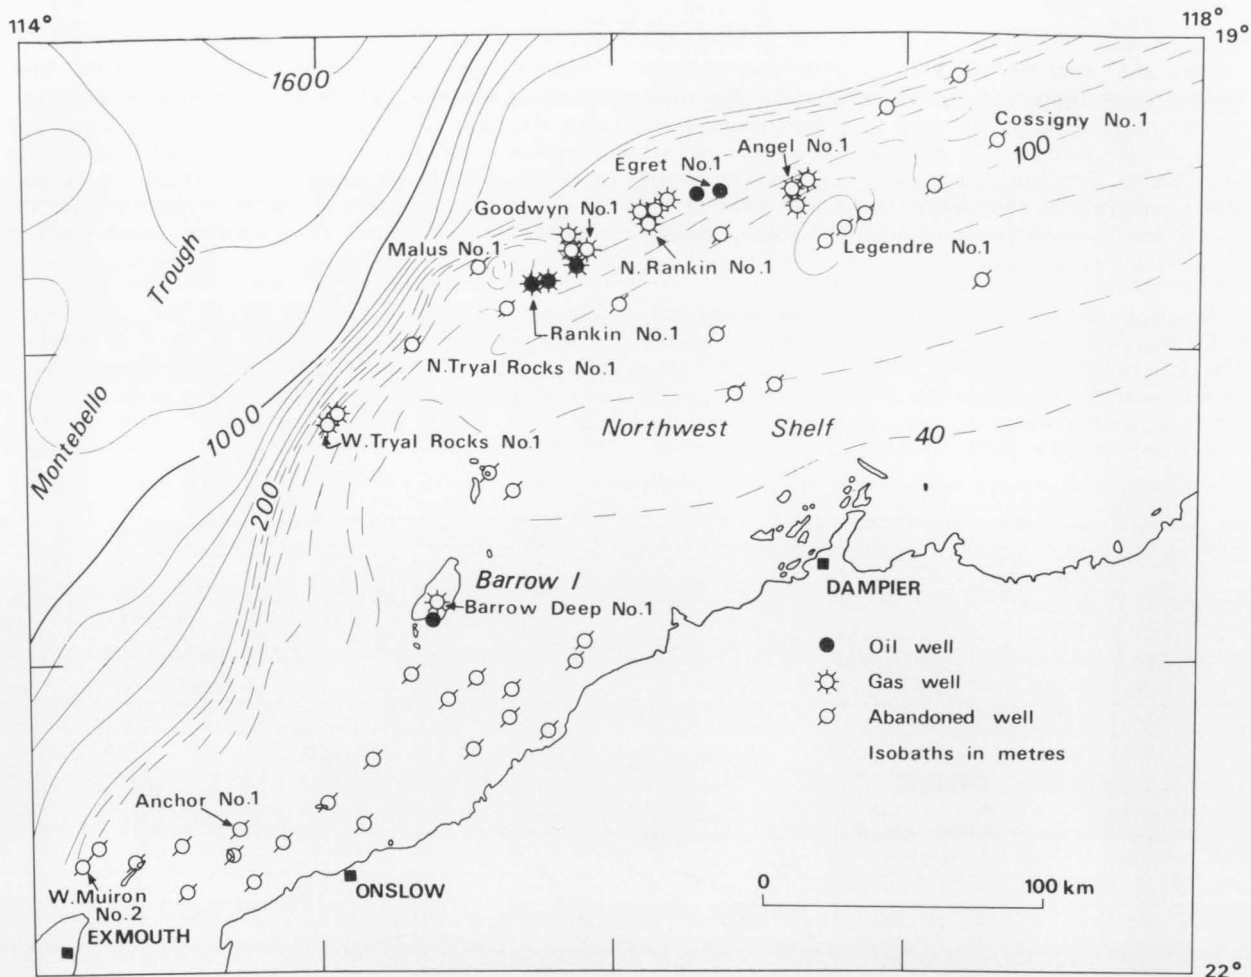 114°
118°
19°
1600
Cossigny No.1
100
Angel No.1
Egret No.1
Goodwyn No.1
Malus No.1
Legendre No.1
N. Rankin No.1
Trough
Rankin No.1
N.Tryal Rocks No.1
Montebello
1000
W.Tryal Rocks No.1
Northwest Shelf
40
200
Barrow I
Barrow Deep No.1
DAMPIER
Oil well
Gas well
Abandoned well
Isobaths in metres
Anchor No.1
ONSLOW
0 100 km
W.Muiron
No.2
EXMOUTH
22°